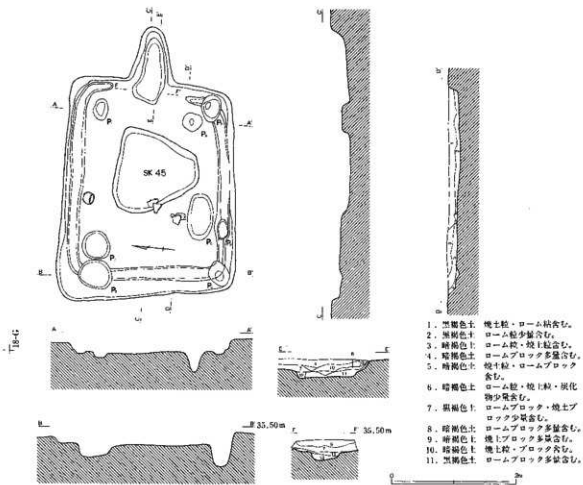 SK 45
A
A'
B
B'
35.50m
35.50m
18-G
1. 黒褐色土 焼土粒・ローム粒含む。
2. 黒褐色土 ローム粒少量含む。
3. 暗褐色土 ローム粒・焼土粒含む。
4. 暗褐色土 ロームブロック多量含む。
5. 暗褐色土 焼土粒・ロームブロック
含む。
6. 暗褐色土 ローム粒・焼土粒・炭化
物少量含む。
7. 黒褐色土 ロームブロック・焼土ブ
ロック少量含む。
8. 暗褐色土 ロームブロック多量含む。
9. 暗褐色土 焼土ブロック多量含む。
10. 暗褐色土 焼土粒・ブロック含む。
11. 黒褐色土 ロームブロック多量含む。
0 2m